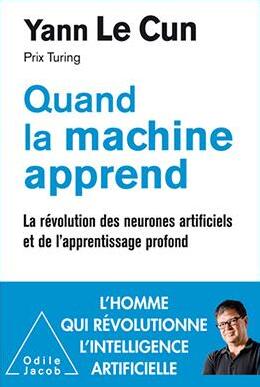 Yann Le Cun
Prix Turing
Quand
la machine
apprend
La révolution des neurones artificiels
et de l'apprentissage profond
L'HOMME
QUI RÉVOLUTIONNE
L'INTELLIGENCE
ARTIFICIELLE
Odile
Jacob